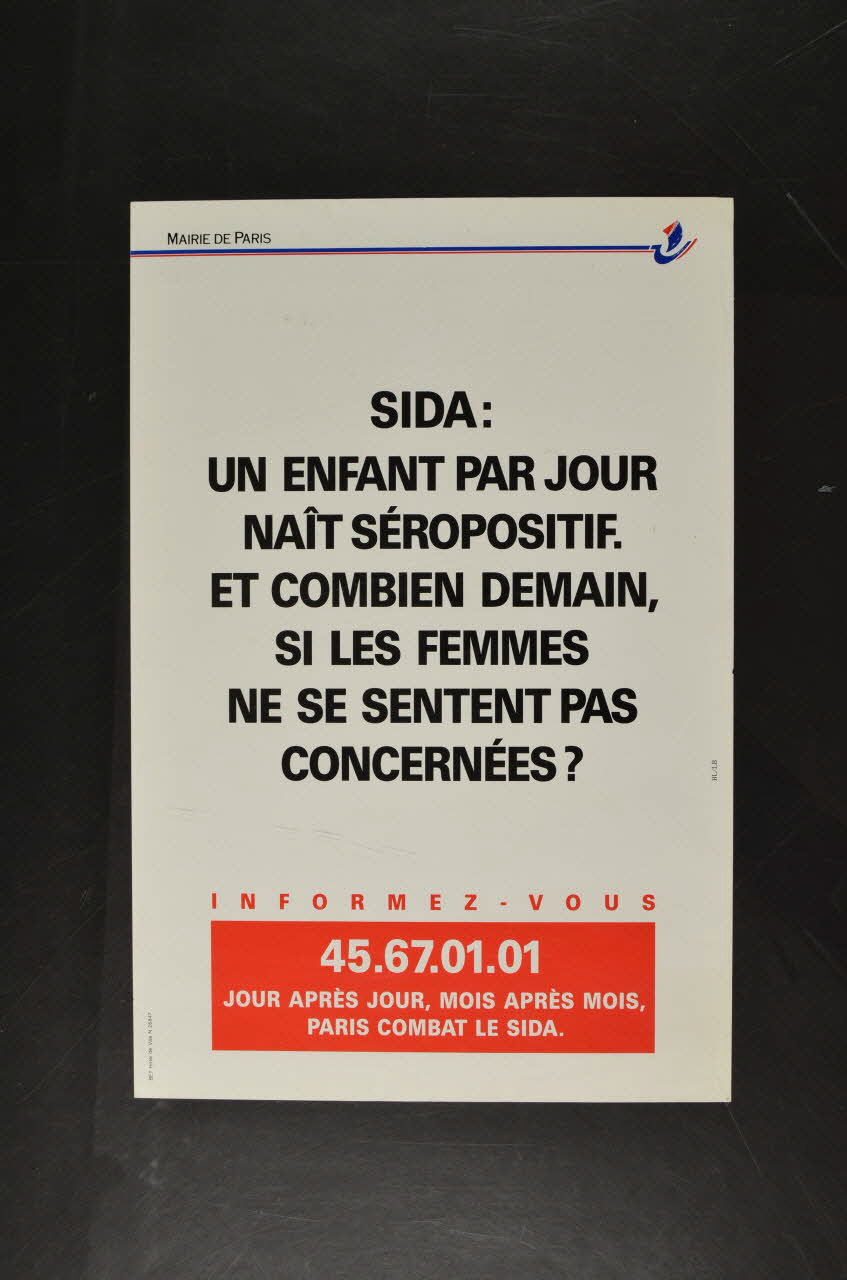 MAIRIE DE PARIS
SIDA :
UN ENFANT PAR JOUR
NAÎT SÉROPOSITIF.
ET COMBIEN DEMAIN,
SI LES FEMMES
NE SE SENTENT PAS
CONCERNÉES ?
INFORMEZ-VOUS
45.67.01.01
JOUR APRÈS JOUR, MOIS APRÈS MOIS,
PARIS COMBAT LE SIDA.